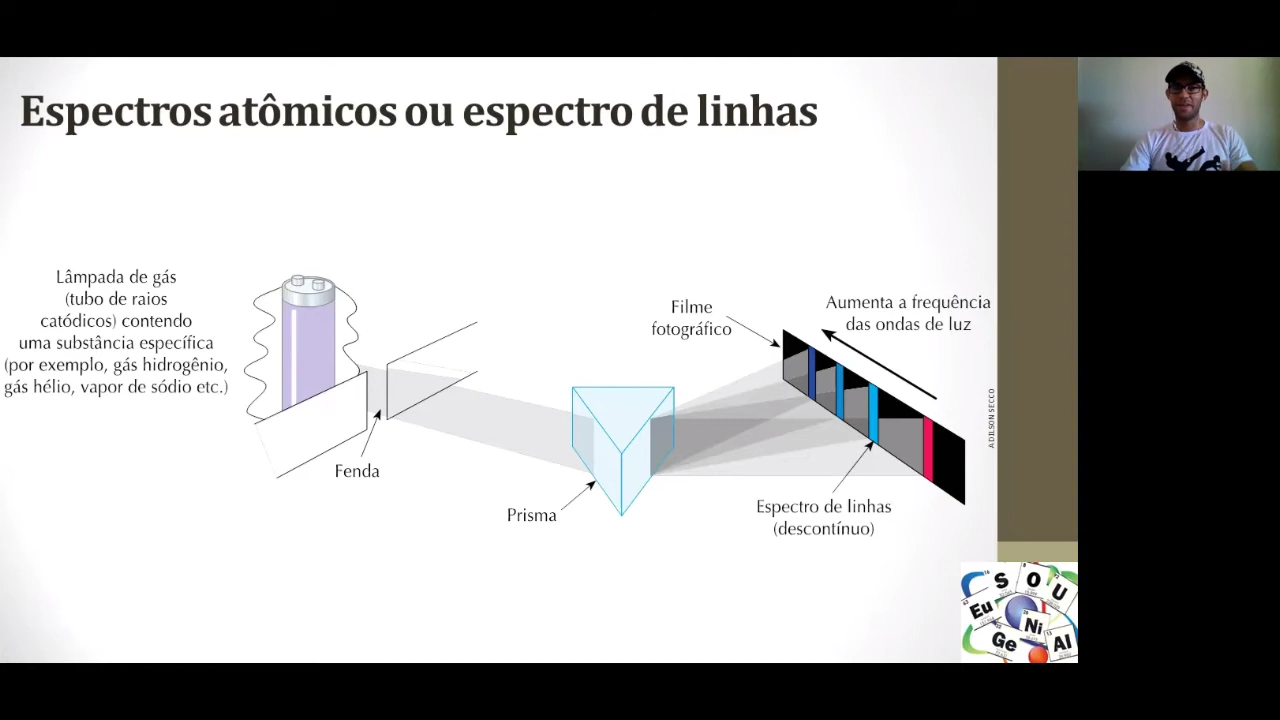 Espectros atômicos ou espectro de linhas
Lâmpada de gás
(tubo de raios
catódicos) contendo
uma substância específica
(por exemplo, gás hidrogênio,
gás hélio, vapor de sódio etc.)
Fenda
Prisma
Filme
fotográfico
Aumenta a frequência
das ondas de luz
Espectro de linhas
(descontínuo)
ADILSON SECCO
S O U
Eu
Ni
Ge Al